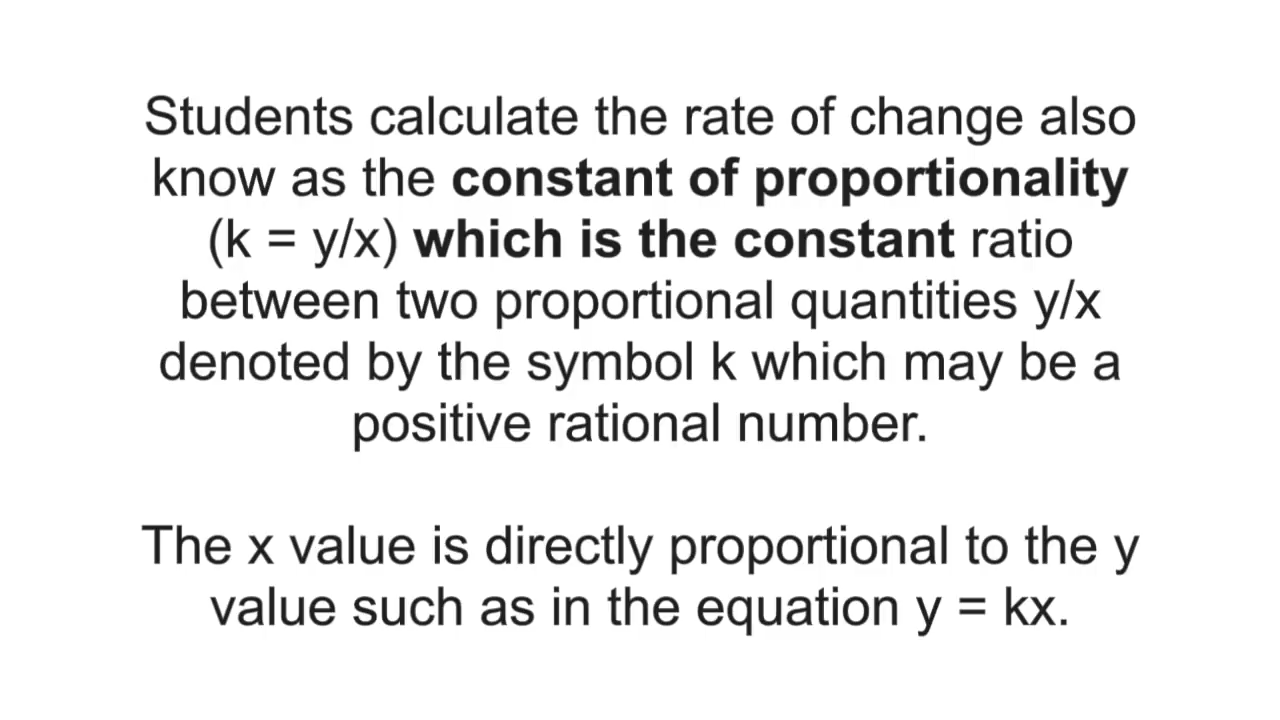 Students calculate the rate of change also
know as the constant of proportionality
(k = y/x) which is the constant ratio
between two proportional quantities y/x
denoted by the symbol k which may be a
positive rational number.
The x value is directly proportional to the y
value such as in the equation y = kx.